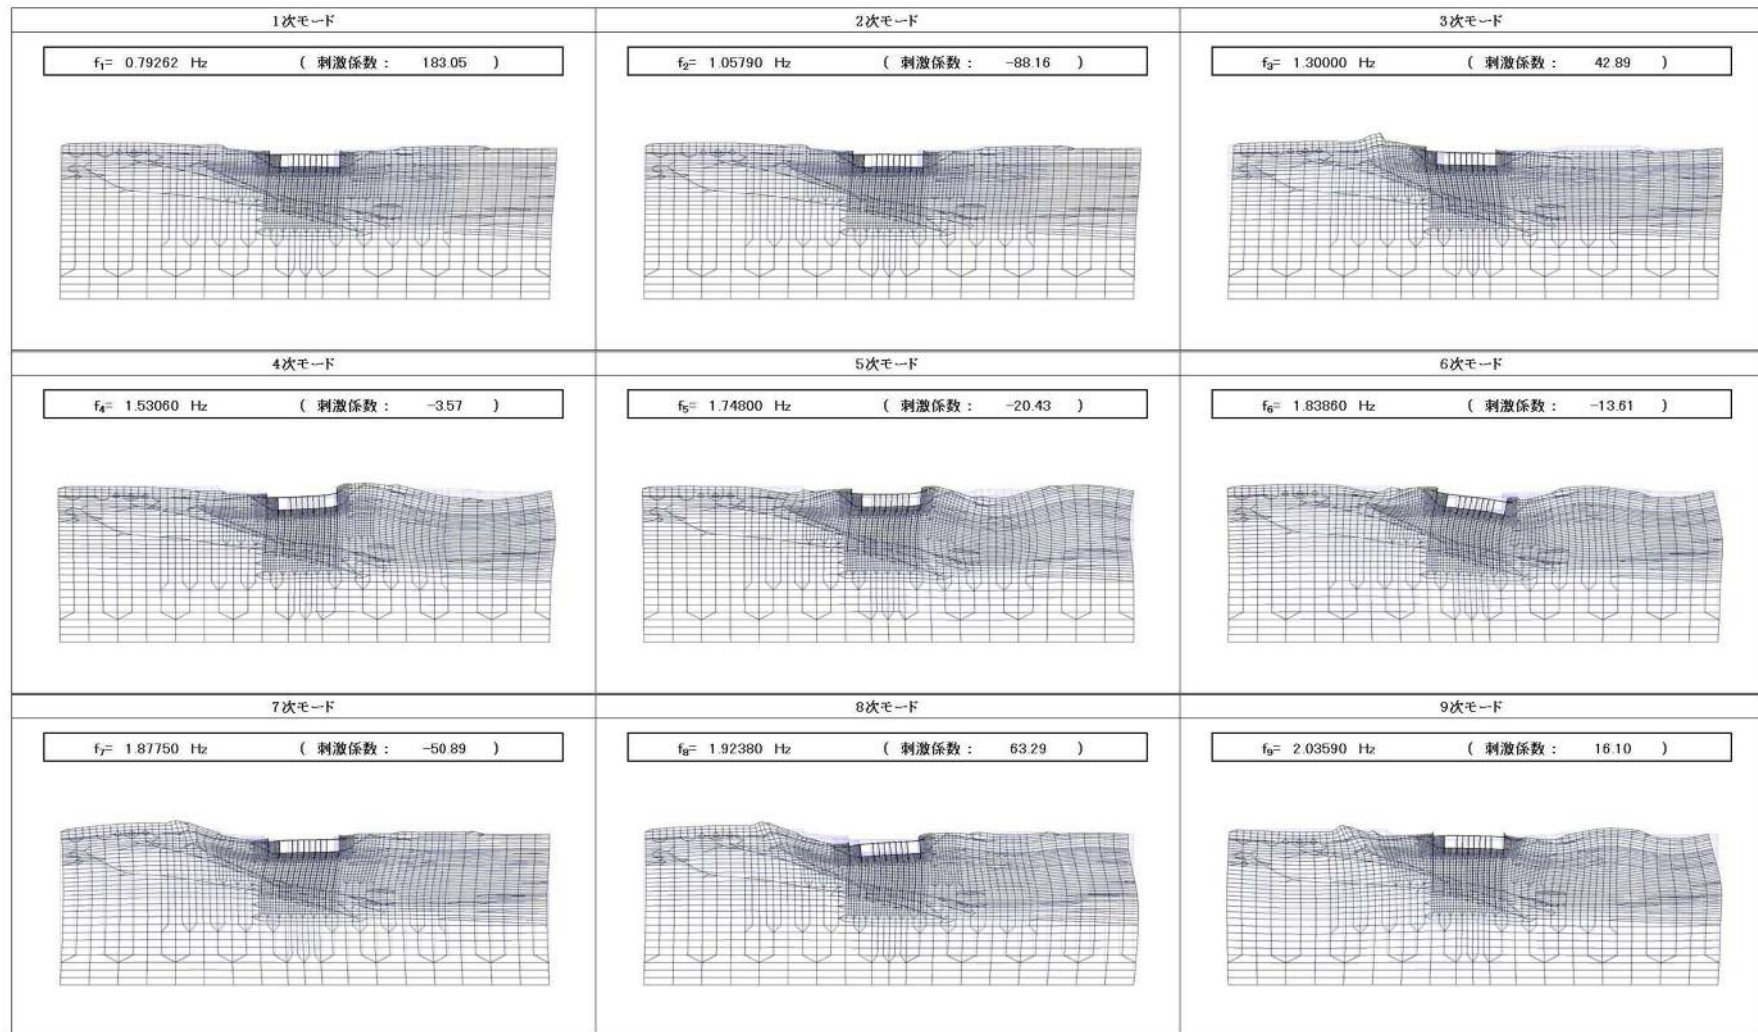 1次モード
2次モード
3次モード
f₁= 0.79262 Hz ( 刺激係数 : 183.05 )
f₂= 1.05790 Hz ( 刺激係数 : -88.16 )
f₃= 1.30000 Hz ( 刺激係数 : 42.89 )
4次モード
5次モード
6次モード
f₄= 1.53060 Hz ( 刺激係数 : -3.57 )
f₅= 1.74800 Hz ( 刺激係数 : -20.43 )
f₆= 1.83860 Hz ( 刺激係数 : -13.61 )
7次モード
8次モード
9次モード
f₇= 1.87750 Hz ( 刺激係数 : -50.89 )
f₈= 1.92380 Hz ( 刺激係数 : 63.29 )
f₉= 2.03590 Hz ( 刺激係数 : 16.10 )